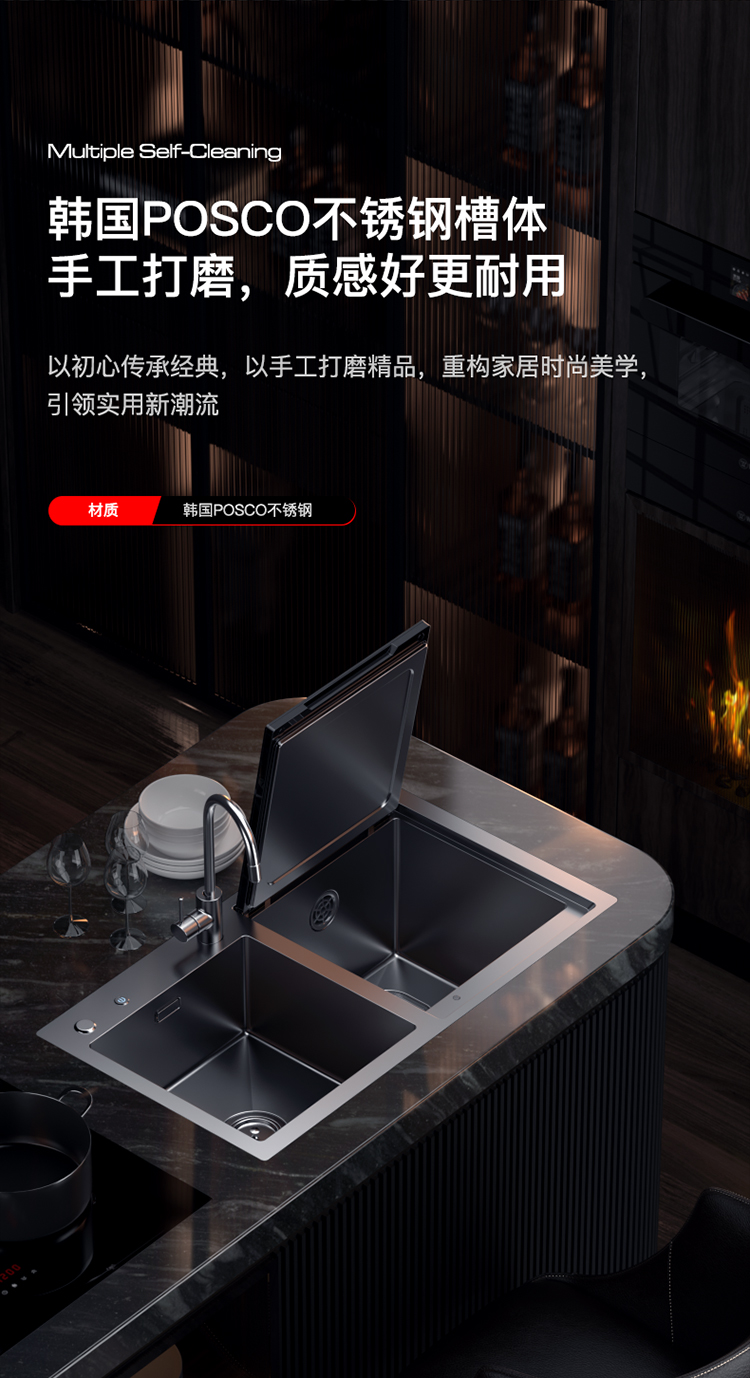 Multiple Self-Cleaning
韩国POSCO不锈钢槽体
手工打磨，质感好更耐用
以初心传承经典，以手工打磨精品，重构家居时尚美学，
引领实用新潮流
材质 韩国POSCO不锈钢